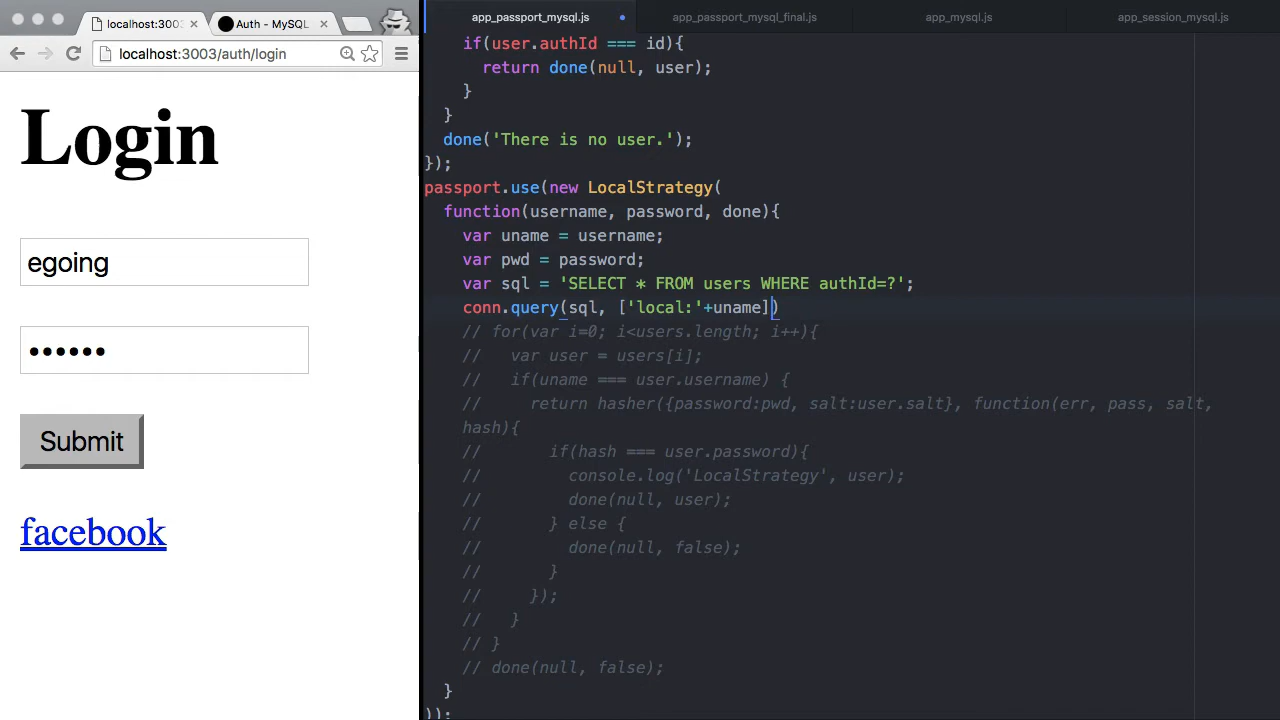 localhost:3003
Auth - MySQL
localhost:3003/auth/login
Login
egoing
••••••
Submit
facebook
app_passport_mysql.js
app_passport_mysql_final.js
app_mysql.js
app_session_mysql.js
if(user.authId === id){
return done(null, user);
}
}
done('There is no user.');
});
passport.use(new LocalStrategy(
function(username, password, done){
var uname = username;
var pwd = password;
var sql = 'SELECT * FROM users WHERE authId=?';
conn.query(sql, ['local:'+uname])
// for(var i=0; i<users.length; i++){
//   var user = users[i];
//   if(uname === user.username) {
//     return hasher({password:pwd, salt:user.salt}, function(err, pass, salt,
hash){
//       if(hash === user.password){
//         console.log('LocalStrategy', user);
//         done(null, user);
//       } else {
//         done(null, false);
//       }
//     });
//   }
// }
// done(null, false);
}
));